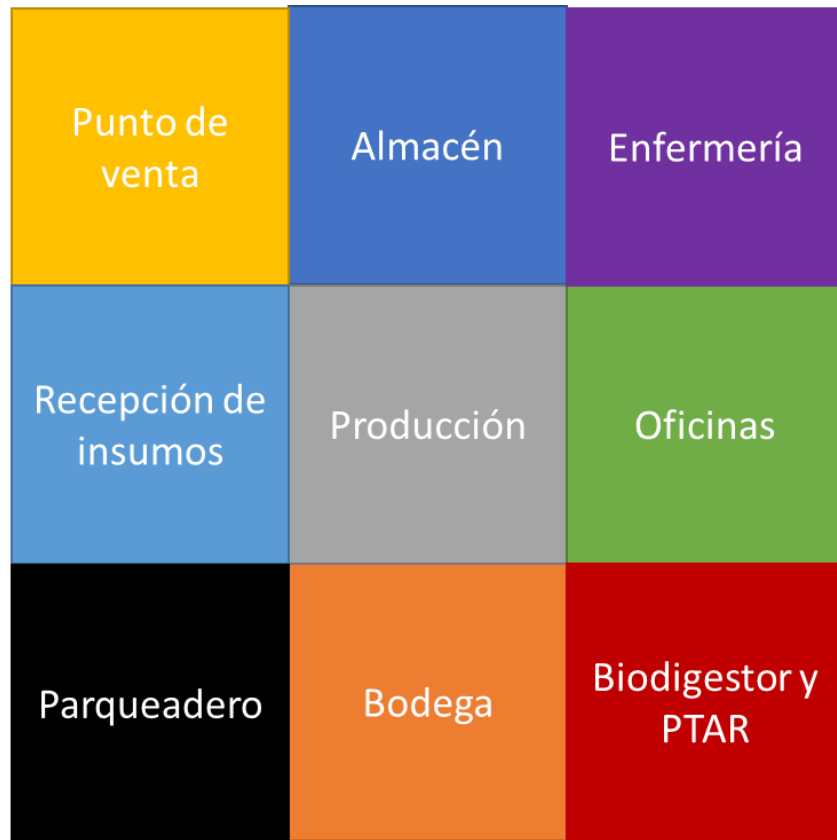 Punto de
venta
Almacén
Enfermería
Recepción de
insumos
Producción
Oficinas
Parqueadero
Bodega
Biodigestor y
PTAR